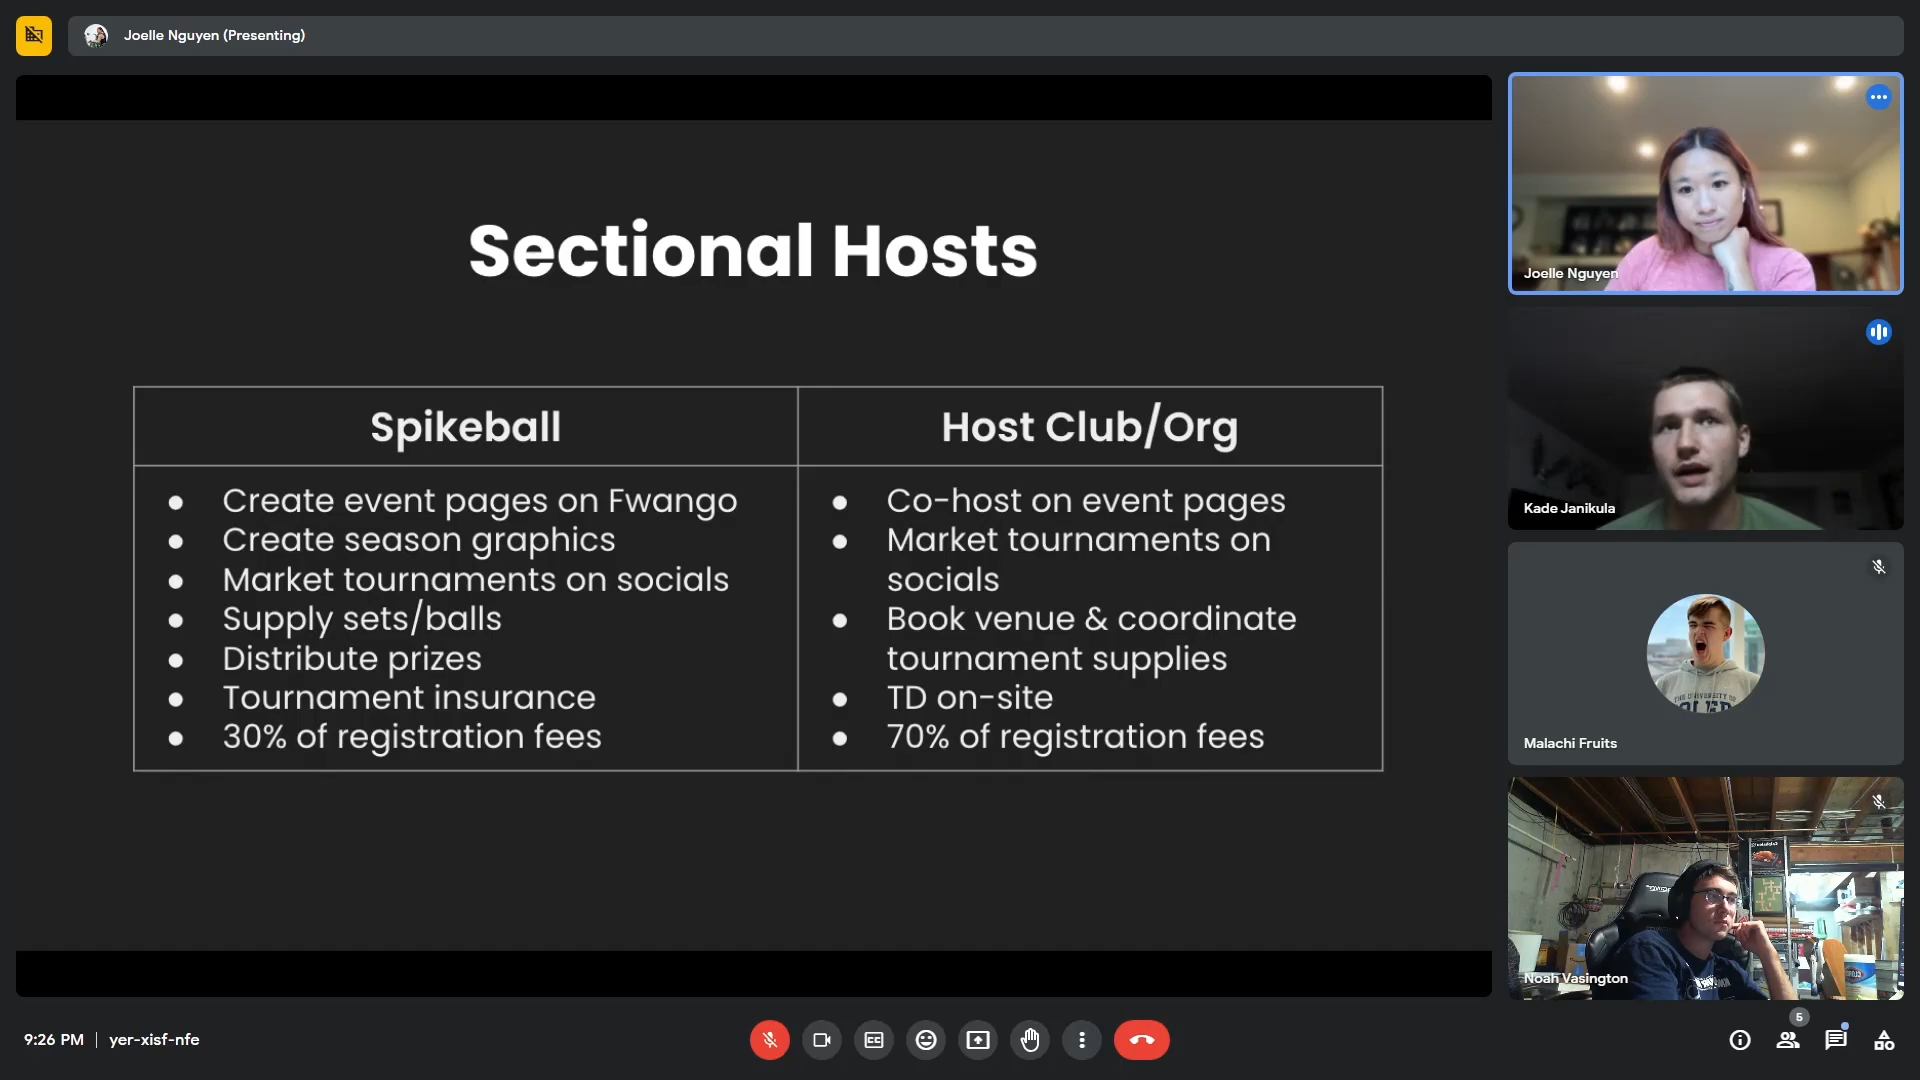 Joelle Nguyen (Presenting)
Sectional Hosts
Spikeball
Create event pages on Fwango
Create season graphics
Market tournaments on socials
Supply sets/balls
Distribute prizes
Tournament insurance
30% of registration fees
Host Club/Org
Co-host on event pages
Market tournaments on
socials
Book venue & coordinate
tournament supplies
TD on-site
70% of registration fees
Joelle Nguyen
Kade Janikula
Malachi Fruits
Noah Vasington
9:26 PM | yer-xisf-nfe
CC
5